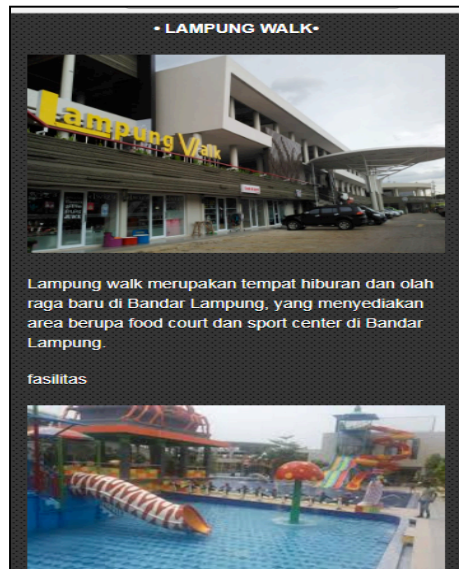 • LAMPUNG WALK•
Lampung Walk
Lampung walk merupakan tempat hiburan dan olah
raga baru di Bandar Lampung, yang menyediakan
area berupa food court dan sport center di Bandar
Lampung.
fasilitas